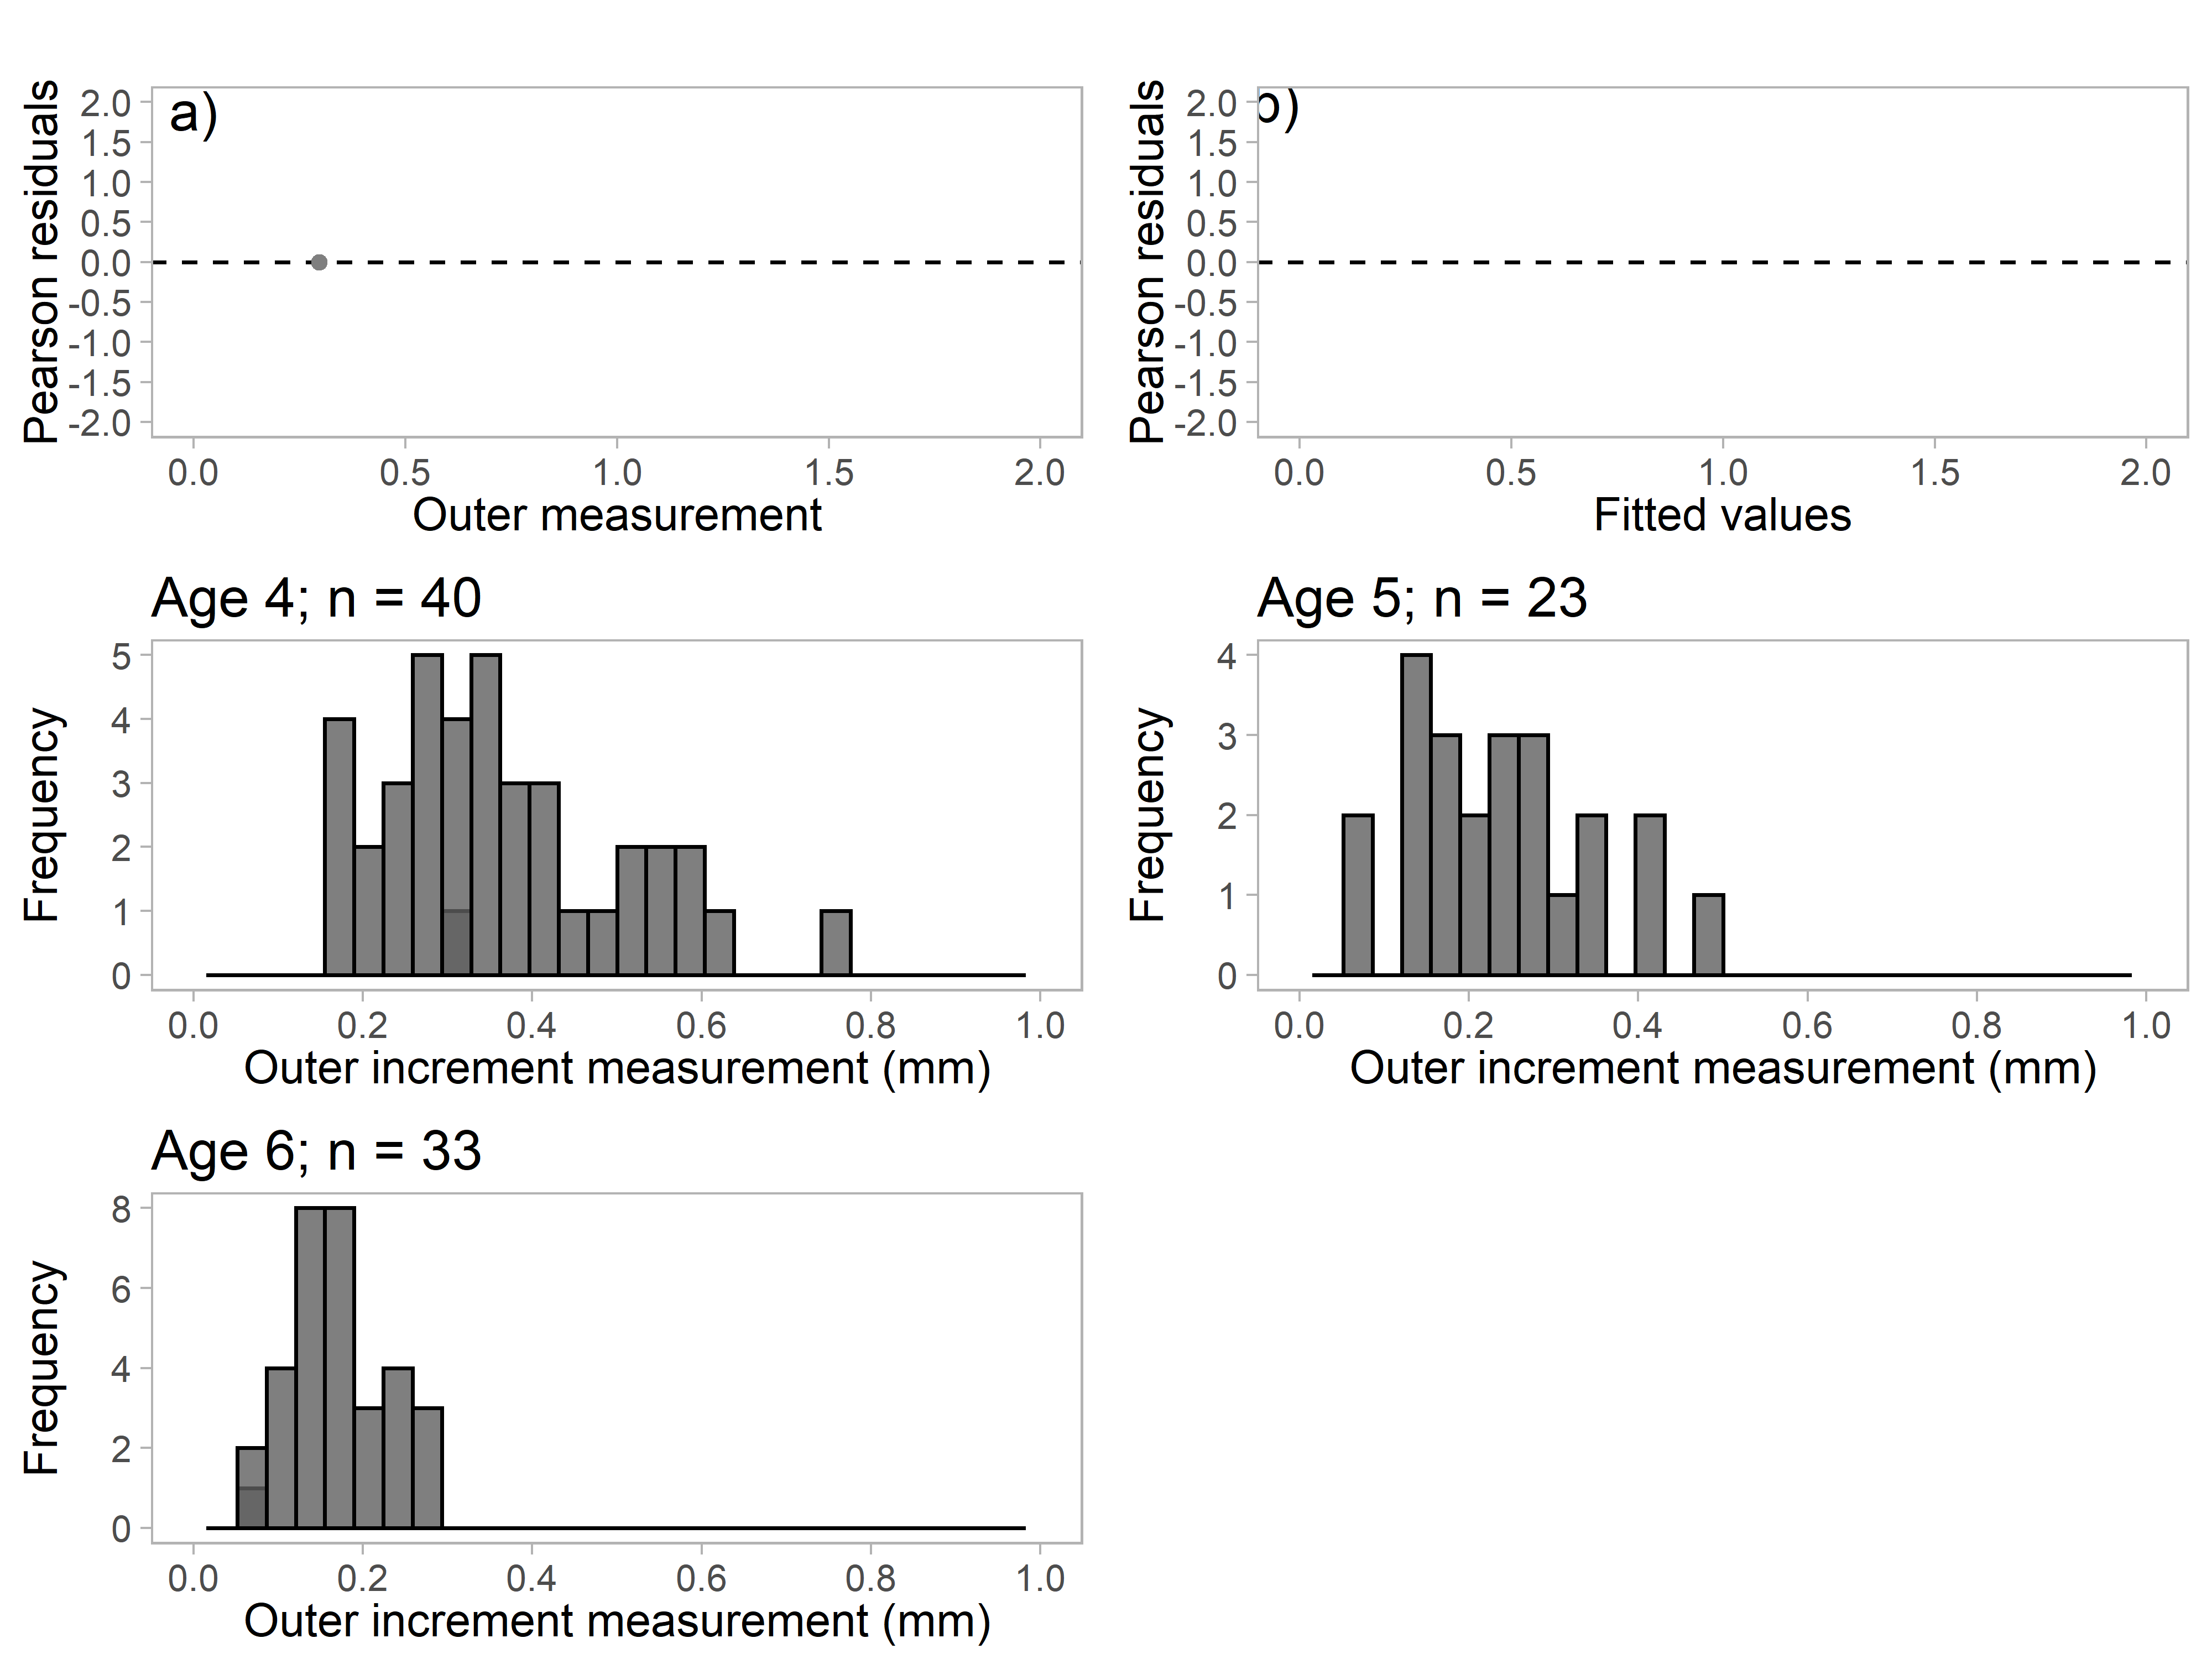 a)
Pearson residuals
2.0
1.5
1.0
0.5
0.0
-0.5
-1.0
-1.5
-2.0
0.0 0.5 1.0 1.5 2.0
Outer measurement
b)
Pearson residuals
2.0
1.5
1.0
0.5
0.0
-0.5
-1.0
-1.5
-2.0
0.0 0.5 1.0 1.5 2.0
Fitted values
Age 4; n = 40
Frequency
5
4
3
2
1
0
0.0 0.2 0.4 0.6 0.8 1.0
Outer increment measurement (mm)
Age 5; n = 23
Frequency
4
3
2
1
0
0.0 0.2 0.4 0.6 0.8 1.0
Outer increment measurement (mm)
Age 6; n = 33
Frequency
8
6
4
2
0
0.0 0.2 0.4 0.6 0.8 1.0
Outer increment measurement (mm)